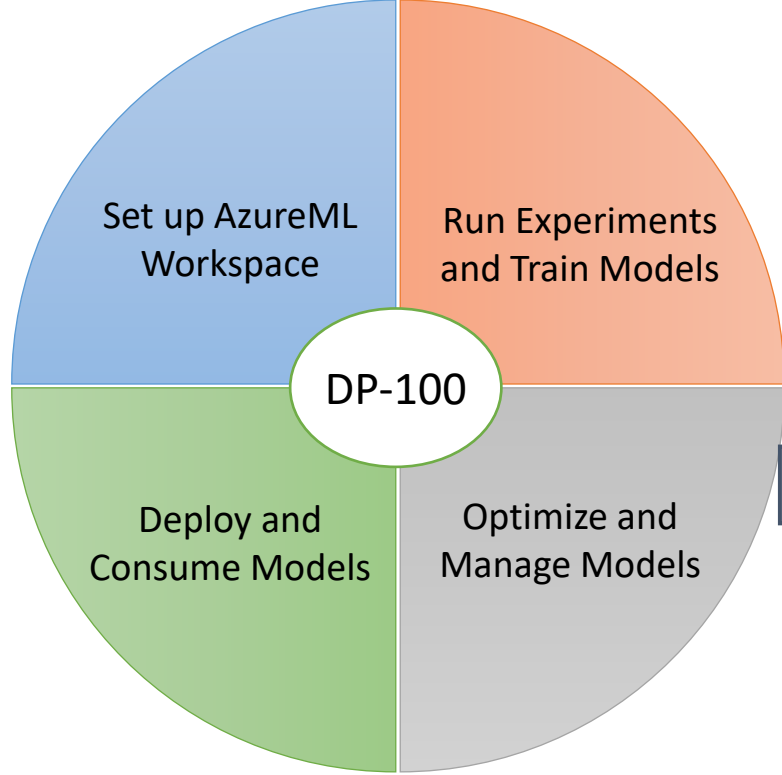 Set up AzureML
Workspace
Run Experiments
and Train Models
DP-100
Deploy and
Consume Models
Optimize and
Manage Models